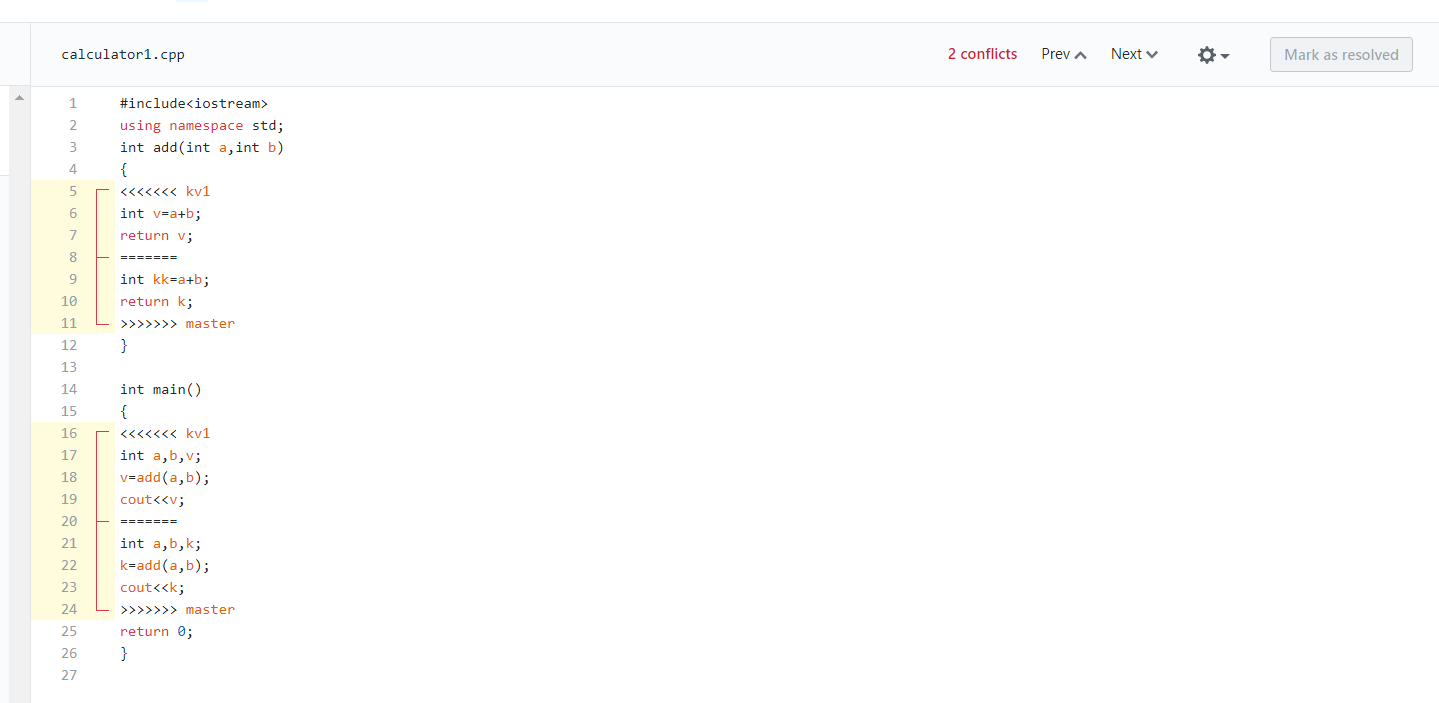 calculator1.cpp 2 conflicts Prev Next Mark as resolved
1 #include<iostream>
2 using namespace std;
3 int add(int a,int b)
4 {
5 <<<<<<< kv1
6 int v=a+b;
7 return v;
8 =======
9 int kk=a+b;
10 return k;
11 >>>>>>> master
12 }
13
14 int main()
15 {
16 <<<<<<< kv1
17 int a,b,v;
18 v=add(a,b);
19 cout<<v;
20 =======
21 int a,b,k;
22 k=add(a,b);
23 cout<<k;
24 >>>>>>> master
25 return 0;
26 }
27